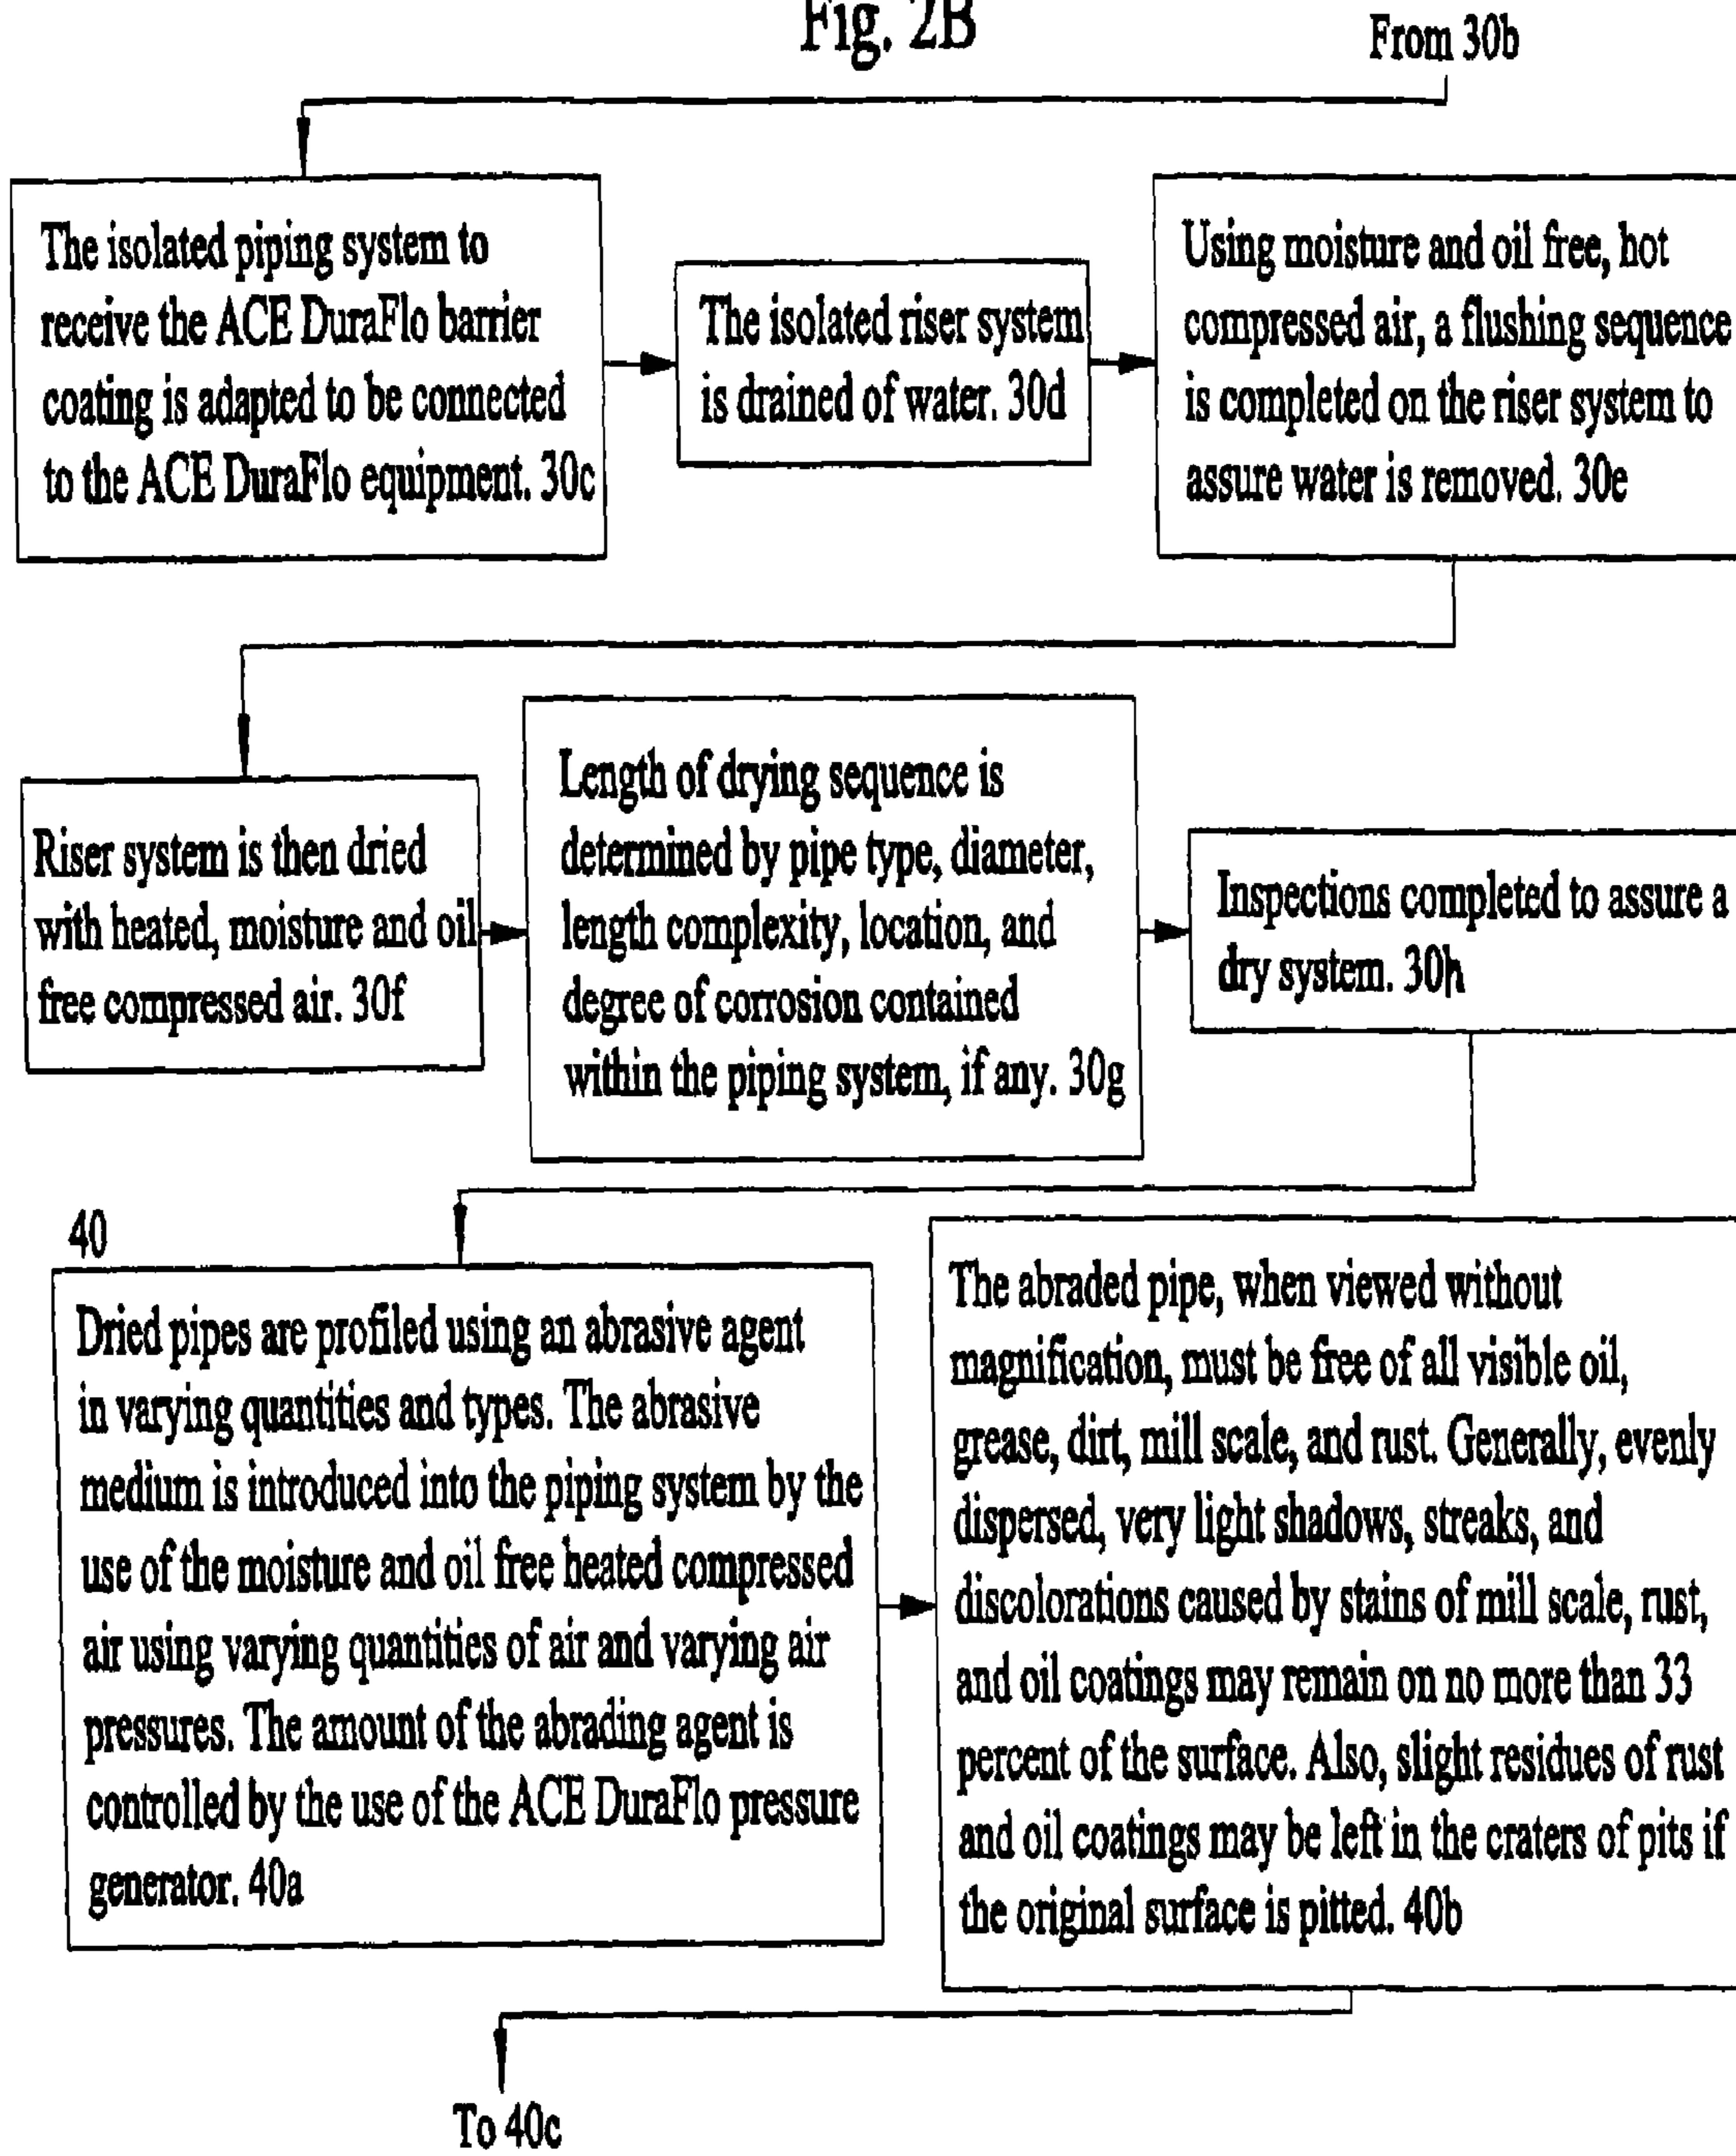 Fig. 2B
From 30b
The isolated piping system to
receive the ACE DuraFlo barrier
coating is adapted to be connected
to the ACE DuraFlo equipment. 30c
The isolated riser system
is drained of water. 30d
Using moisture and oil free, hot
compressed air, a flushing sequence
is completed on the riser system to
assure water is removed. 30e
Riser system is then dried
with heated, moisture and oil
free compressed air. 30f
Length of drying sequence is
determined by pipe type, diameter,
length complexity, location, and
degree of corrosion contained
within the piping system, if any. 30g
Inspections completed to assure a
dry system. 30h
40
Dried pipes are profiled using an abrasive agent
in varying quantities and types. The abrasive
medium is introduced into the piping system by the
use of the moisture and oil free heated compressed
air using varying quantities of air and varying air
pressures. The amount of the abrading agent is
controlled by the use of the ACE DuraFlo pressure
generator. 40a
The abraded pipe, when viewed without
magnification, must be free of all visible oil,
grease, dirt, mill scale, and rust. Generally, evenly
dispersed, very light shadows, streaks, and
discolorations caused by stains of mill scale, rust,
and oil coatings may remain on no more than 33
percent of the surface. Also, slight residues of rust
and oil coatings may be left in the craters of pits if
the original surface is pitted. 40b
To 40c